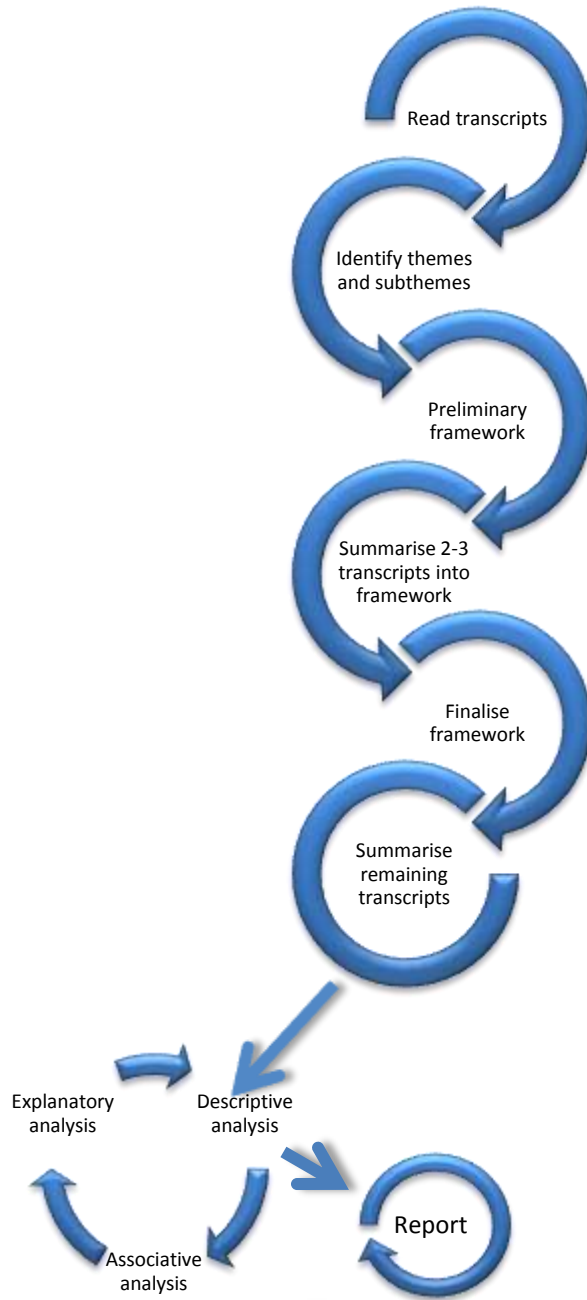 Read transcripts
Identify themes
and subthemes
Preliminary
framework
Summarise 2-3
transcripts into
framework
Finalise
framework
Summarise
remaining
transcripts
Explanatory
analysis
Descriptive
analysis
Associative
analysis
Report